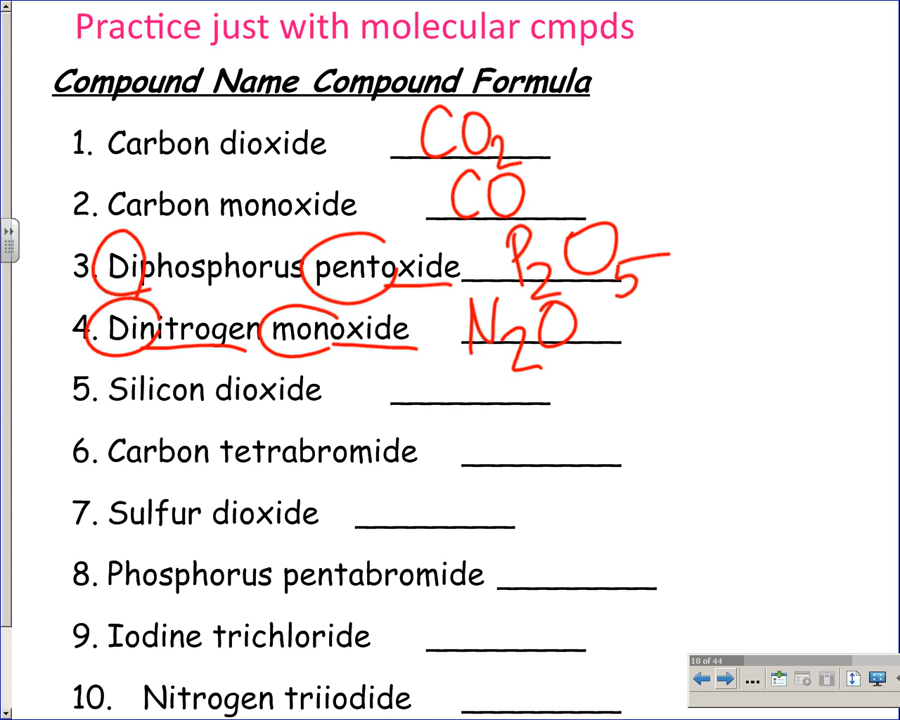 Practice just with molecular cmpds
Compound Name Compound Formula
1. Carbon dioxide CO2
2. Carbon monoxide CO
3. Diphosphorus pentoxide P2O5
4. Dinitrogen monoxide N2O
5. Silicon dioxide
6. Carbon tetrabromide
7. Sulfur dioxide
8. Phosphorus pentabromide
9. Iodine trichloride
10. Nitrogen triiodide
18 of 44